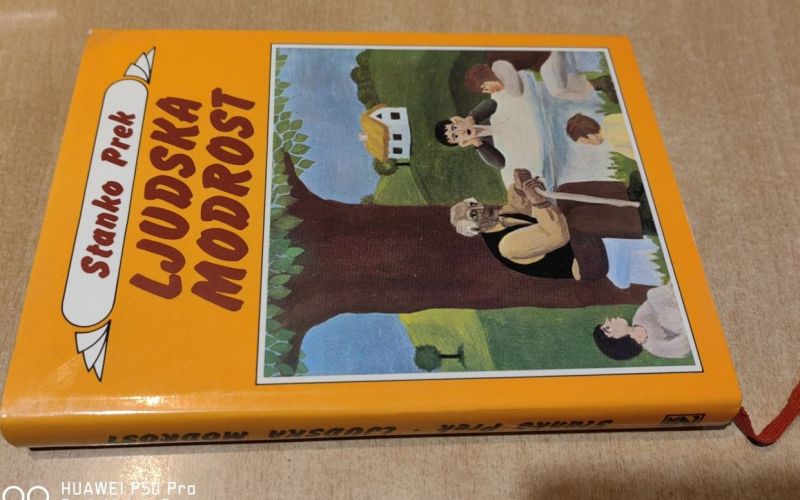 Stanko Prek
LJUDSKA
MODROST
Stanko Prek · LJUDSKA MODROST
HUAWEI P50 Pro